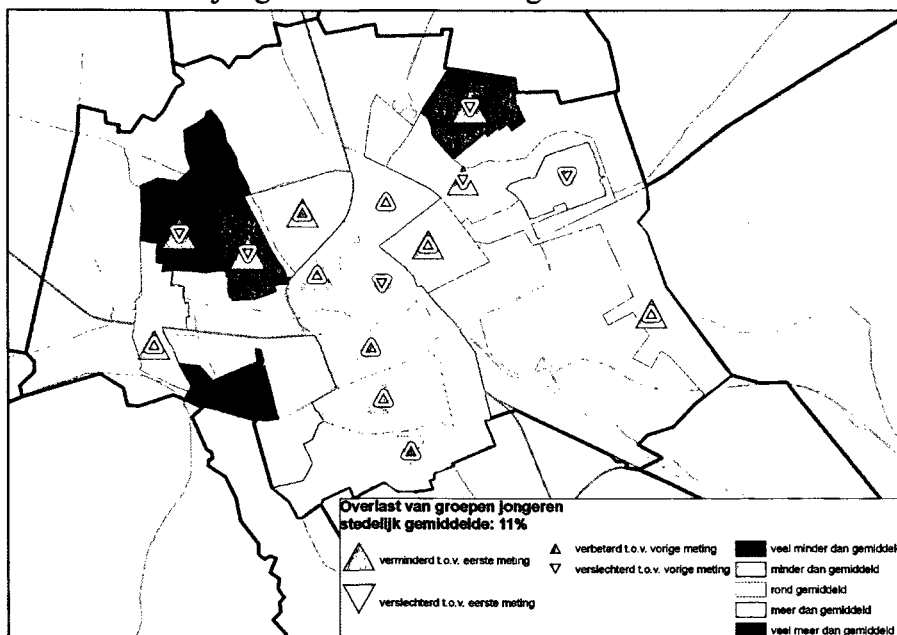 Overlast van groepen jongeren
stedelijk gemiddelde: 11%
verminderd t.o.v. eerste meting
verslechterd t.o.v. eerste meting
verbeterd t.o.v. vorige meting
verslechterd t.o.v. vorige meting
veel minder dan gemiddeld
minder dan gemiddeld
rond gemiddeld
meer dan gemiddeld
veel meer dan gemiddeld